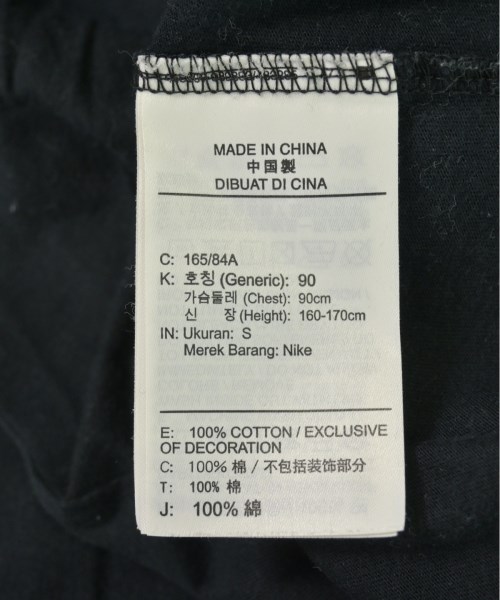 MADE IN CHINA
中国製
DIBUAT DI CINA
C: 165/84A
K: 호칭 (Generic): 90
가슴둘레 (Chest): 90cm
신 장 (Height): 160-170cm
IN: Ukuran: S
Merek Barang: Nike
E: 100% COTTON / EXCLUSIVE
OF DECORATION
C: 100% 棉 / 不包括装饰部分
T: 100% 棉
J: 100% 綿